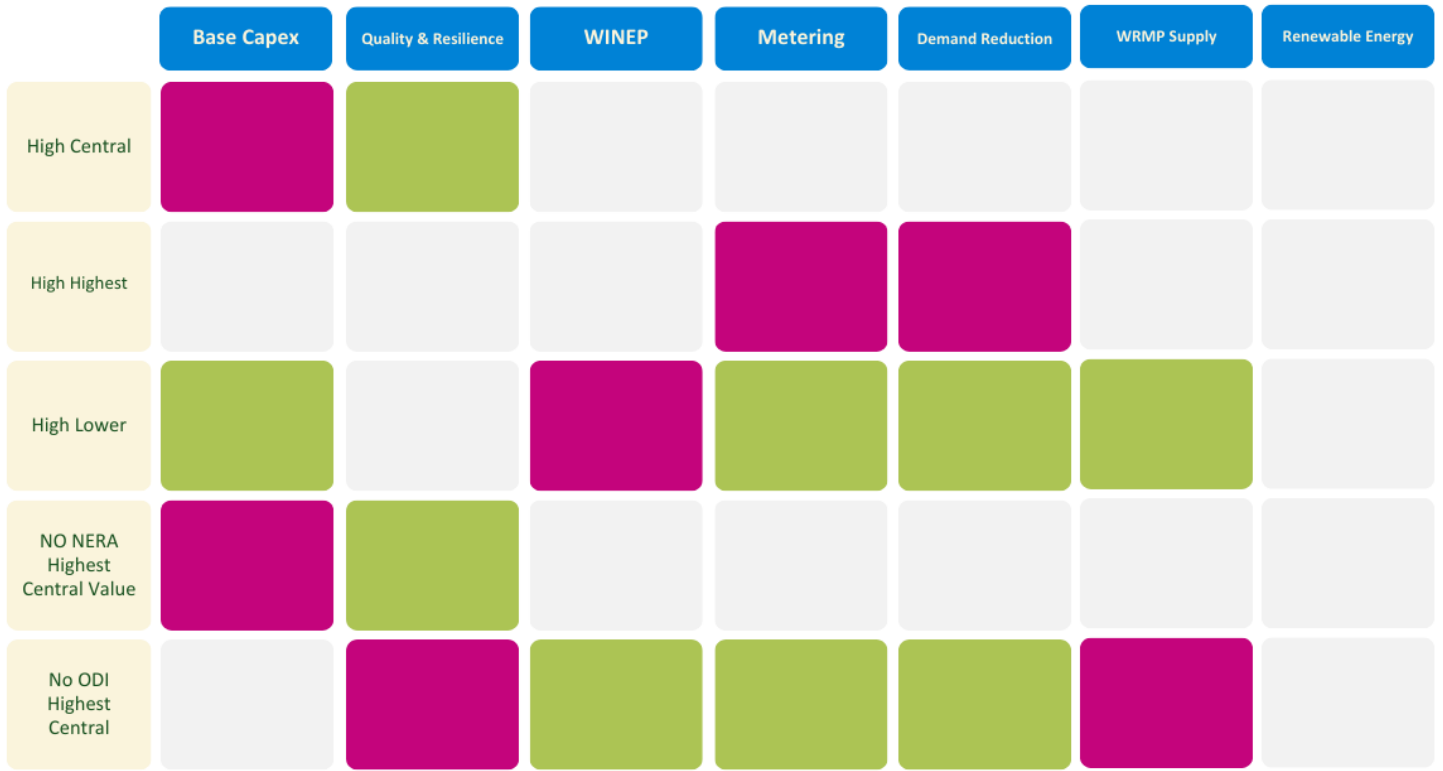 Base Capex
Quality & Resilience
WINEP
Metering
Demand Reduction
WRMP Supply
Renewable Energy
High Central
High Highest
High Lower
NO NERA
Highest
Central Value
No ODI
Highest
Central